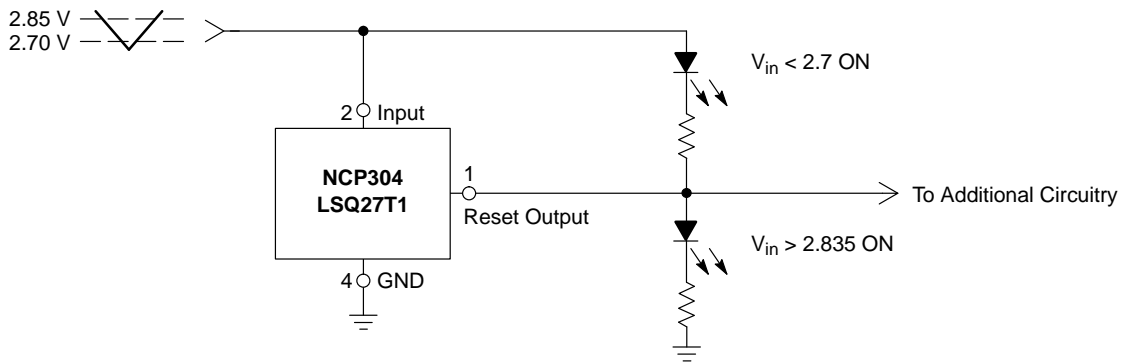 2.85 V
2.70 V
V_in < 2.7 ON
2 Input
NCP304
LSQ27T1
1
Reset Output
To Additional Circuitry
V_in > 2.835 ON
4 GND